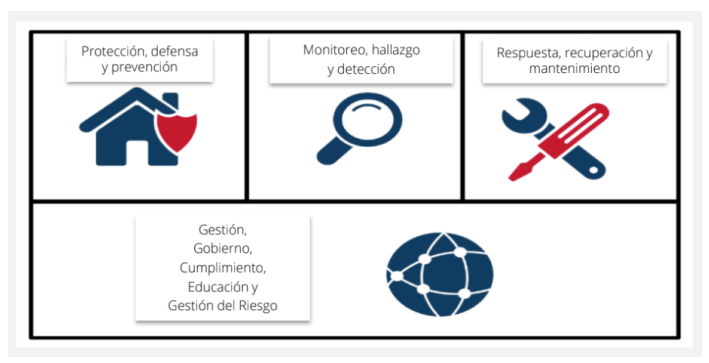 Protección, defensa
y prevención
Monitoreo, hallazgo
y detección
Respuesta, recuperación y
mantenimiento
Gestión,
Gobierno,
Cumplimiento,
Educación y
Gestión del Riesgo